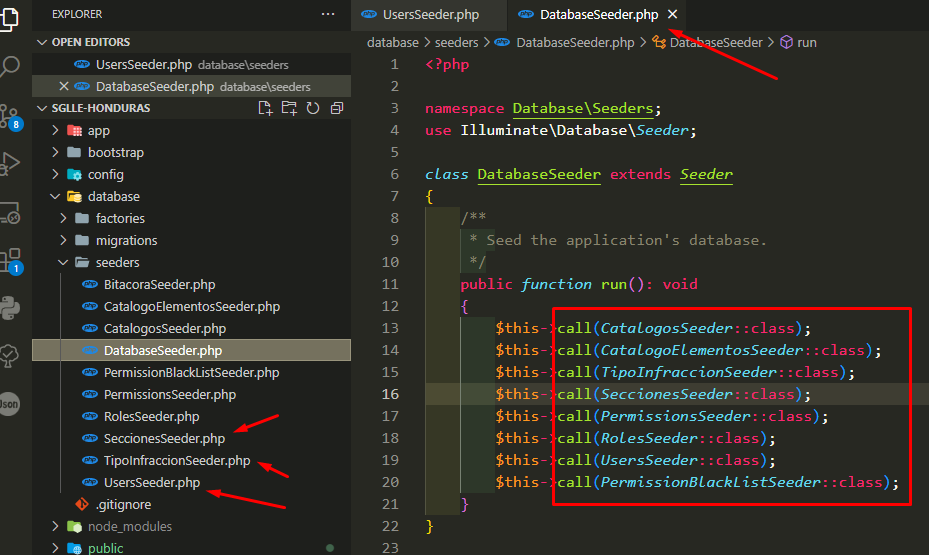 EXPLORER
···
OPEN EDITORS
UsersSeeder.php database\seeders
DatabaseSeeder.php database\seeders
SGLLE-HONDURAS
app
bootstrap
config
database
factories
migrations
seeders
BitacoraSeeder.php
CatalogoElementosSeeder.php
CatalogosSeeder.php
DatabaseSeeder.php
PermissionBlackListSeeder.php
PermissionsSeeder.php
RolesSeeder.php
SeccionesSeeder.php
TipoInfraccionSeeder.php
UsersSeeder.php
.gitignore
node_modules
public
8
1
Json
UsersSeeder.php
DatabaseSeeder.php
database > seeders > DatabaseSeeder.php > DatabaseSeeder > run
1 <?php
2
3 namespace Database\Seeders;
4 use Illuminate\Database\Seeder;
5
6 class DatabaseSeeder extends Seeder
7 {
8 /**
9 * Seed the application's database.
10 */
11 public function run(): void
12 {
13 $this->call(CatalogosSeeder::class);
14 $this->call(CatalogoElementosSeeder::class);
15 $this->call(TipoInfraccionSeeder::class);
16 $this->call(SeccionesSeeder::class);
17 $this->call(PermissionsSeeder::class);
18 $this->call(RolesSeeder::class);
19 $this->call(UsersSeeder::class);
20 $this->call(PermissionBlackListSeeder::class);
21 }
22 }
23